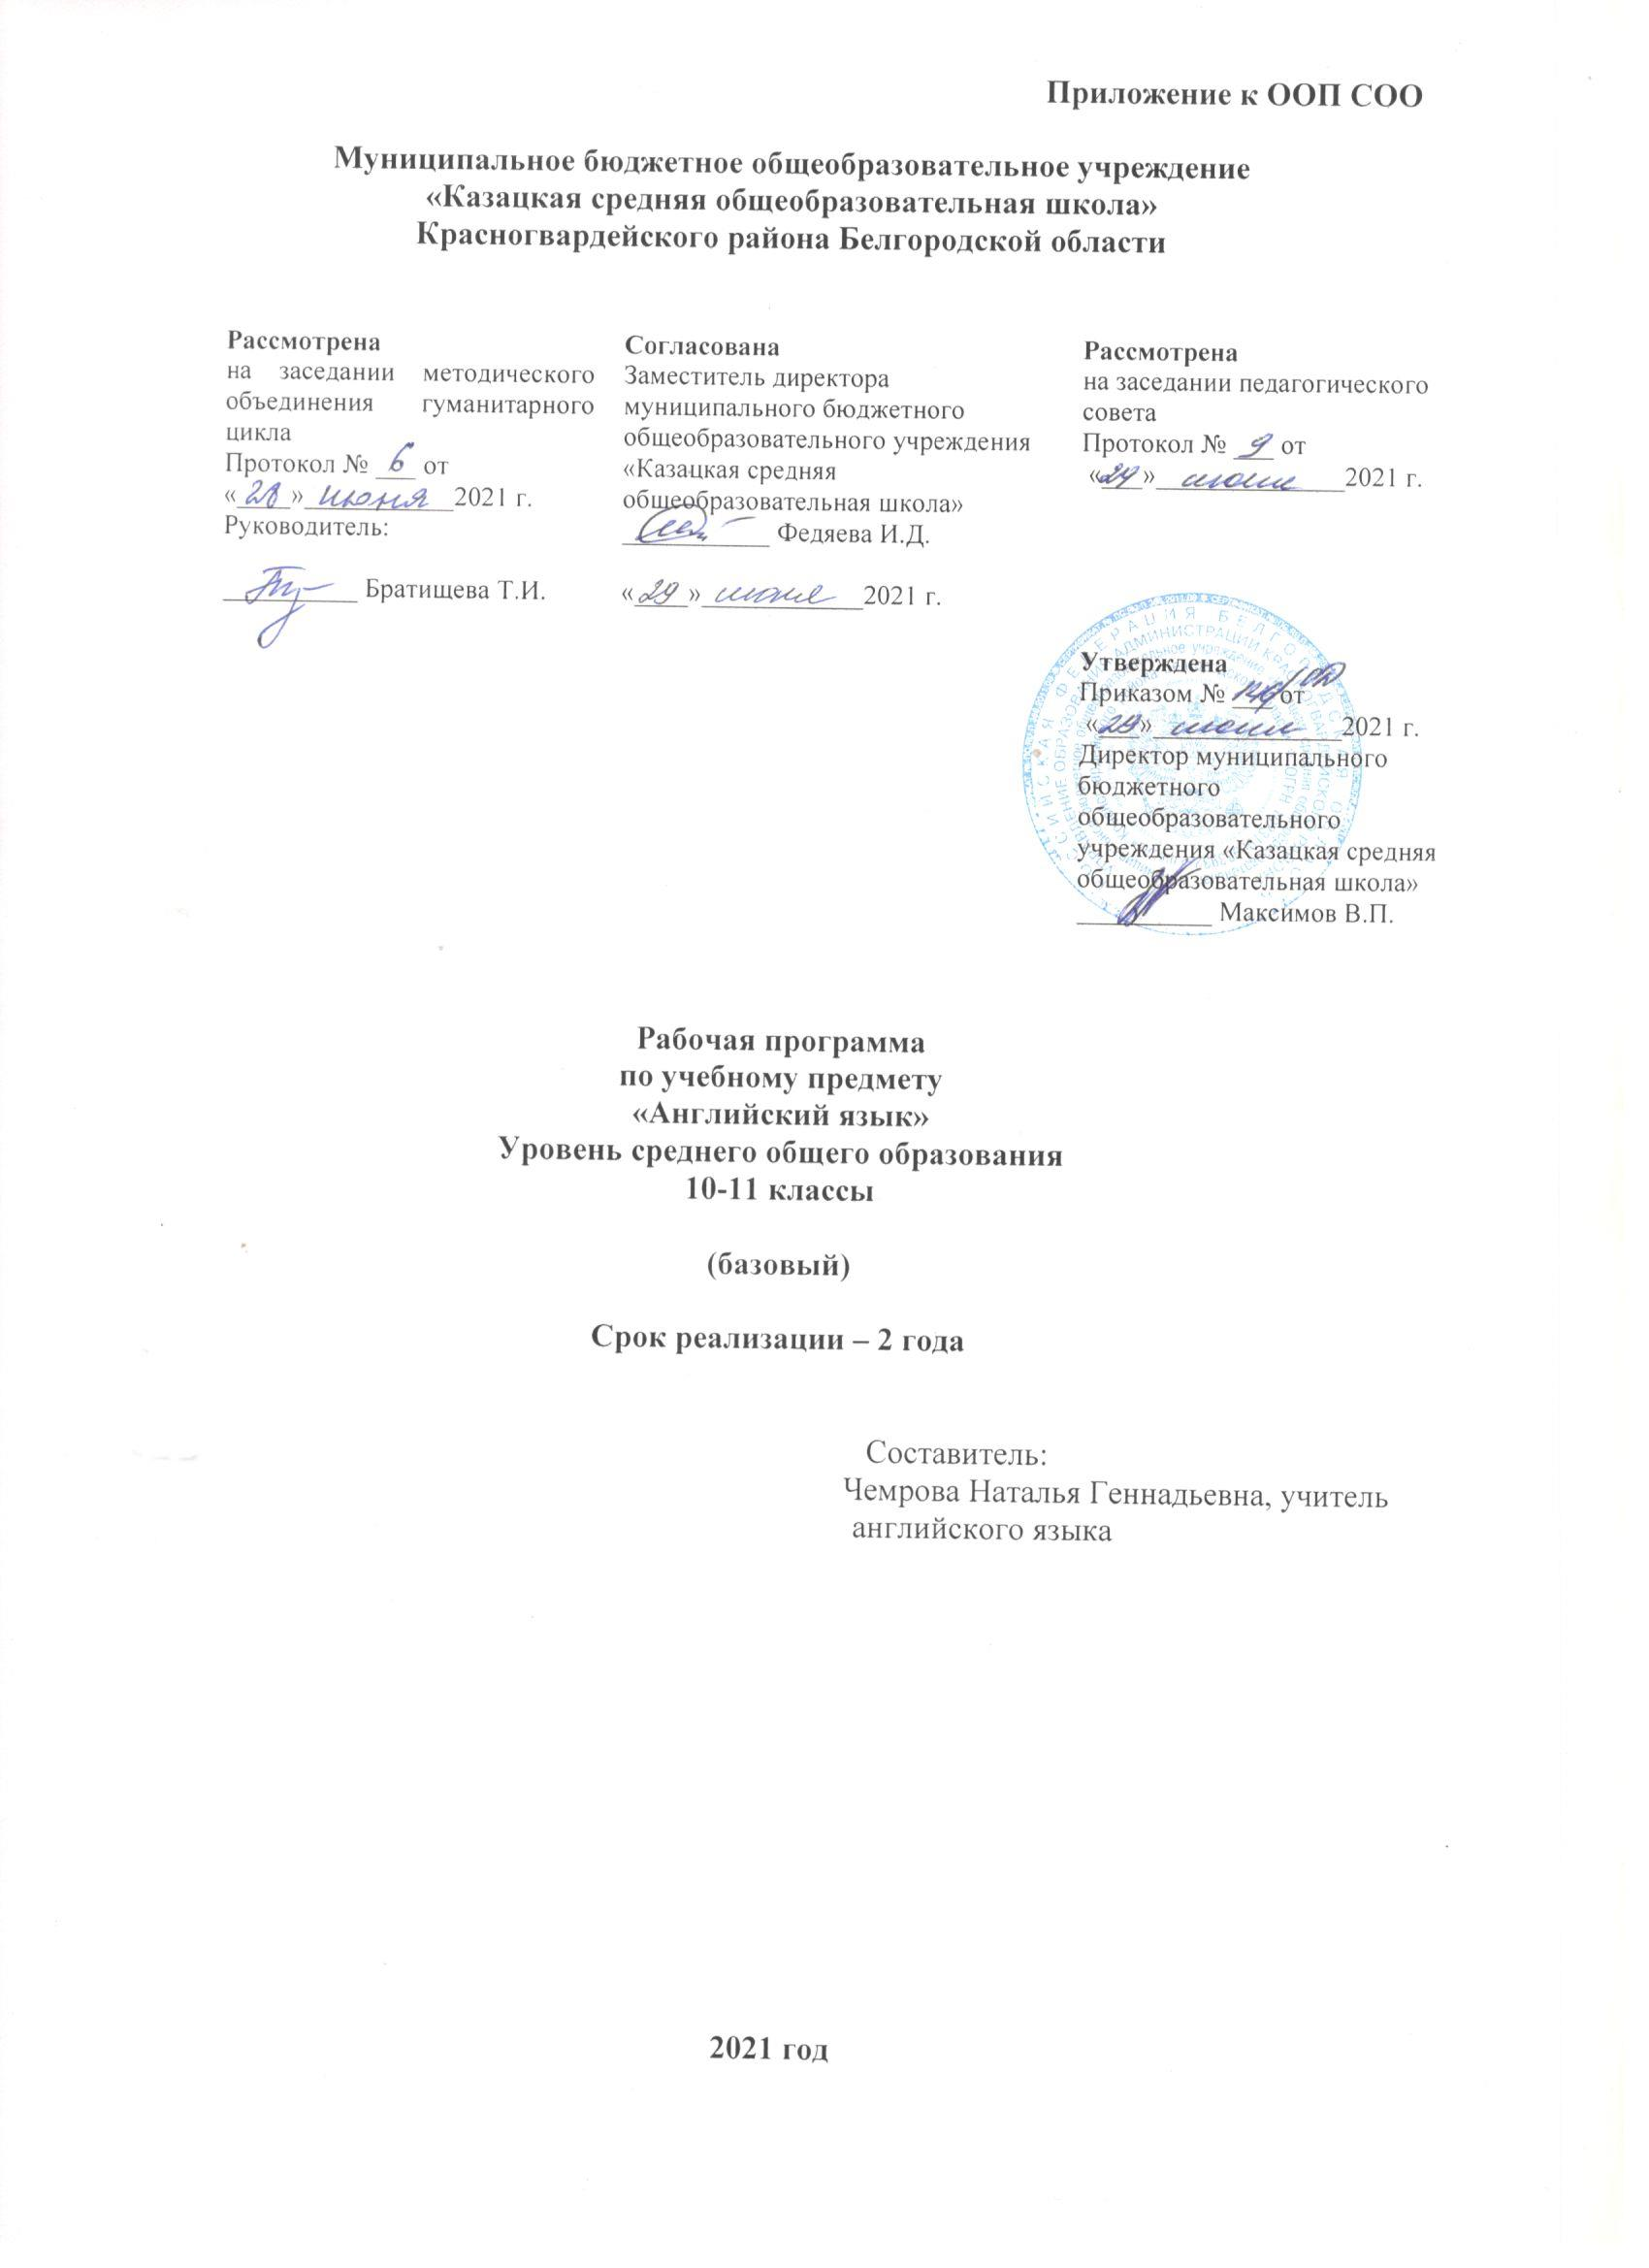 Приложение к ООП СОО
Муниципальное бюджетное общеобразовательное учреждение
«Казацкая средняя общеобразовательная школа»
Красногвардейского района Белгородской области
Рассмотрена
на заседании методического
объединения гуманитарного
цикла
Протокол № 6 от
«28» июня 2021 г.
Руководитель:
Братищева Т.И.
Согласована
Заместитель директора
муниципального бюджетного
общеобразовательного учреждения
«Казацкая средняя
общеобразовательная школа»
Федяева И.Д.
«29» июня 2021 г.
Рассмотрена
на заседании педагогического
совета
Протокол № 9 от
«29» июня 2021 г.
Утверждена
Приказом № от
«29» июня 2021 г.
Директор муниципального
бюджетного
общеобразовательного
учреждения «Казацкая средняя
общеобразовательная школа»
Максимов В.П.
Рабочая программа
по учебному предмету
«Английский язык»
Уровень среднего общего образования
10-11 классы
(базовый)
Срок реализации – 2 года
Составитель:
Чемрова Наталья Геннадьевна, учитель
английского языка
2021 год